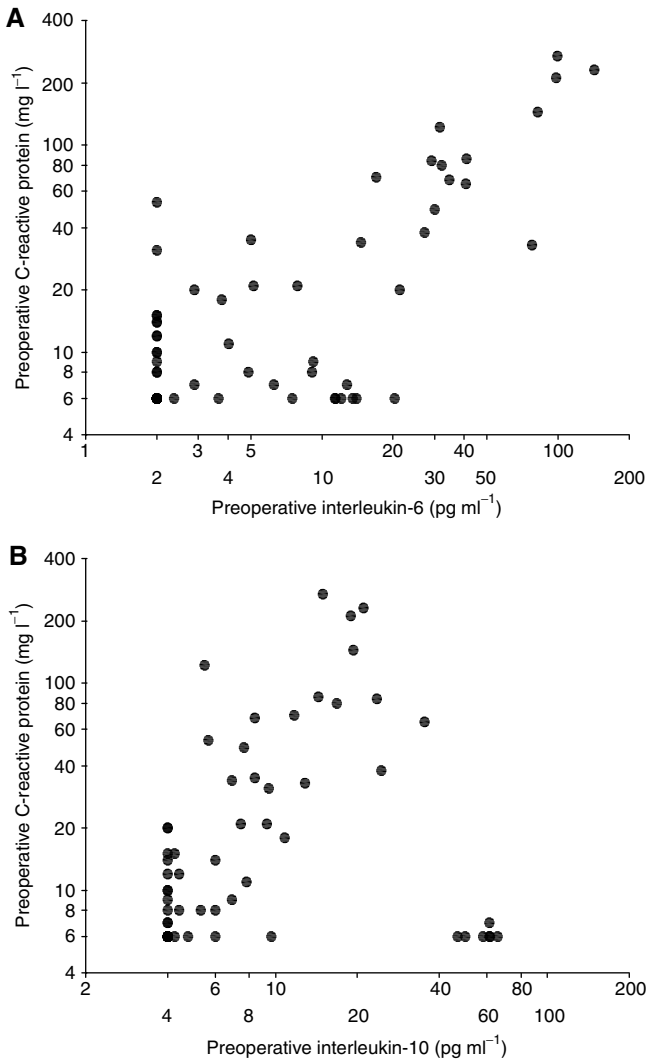 A
Preoperative C-reactive protein (mg l⁻¹)
400
200
100
80
60
40
20
10
8
6
4
1 3 5 10 20 40 100 200
2 4 10 30 50 200
Preoperative interleukin-6 (pg ml⁻¹)
B
Preoperative C-reactive protein (mg l⁻¹)
400
200
100
80
60
40
20
10
8
6
4
2 6 10 20 40 80 200
4 8 60 100
Preoperative interleukin-10 (pg ml⁻¹)